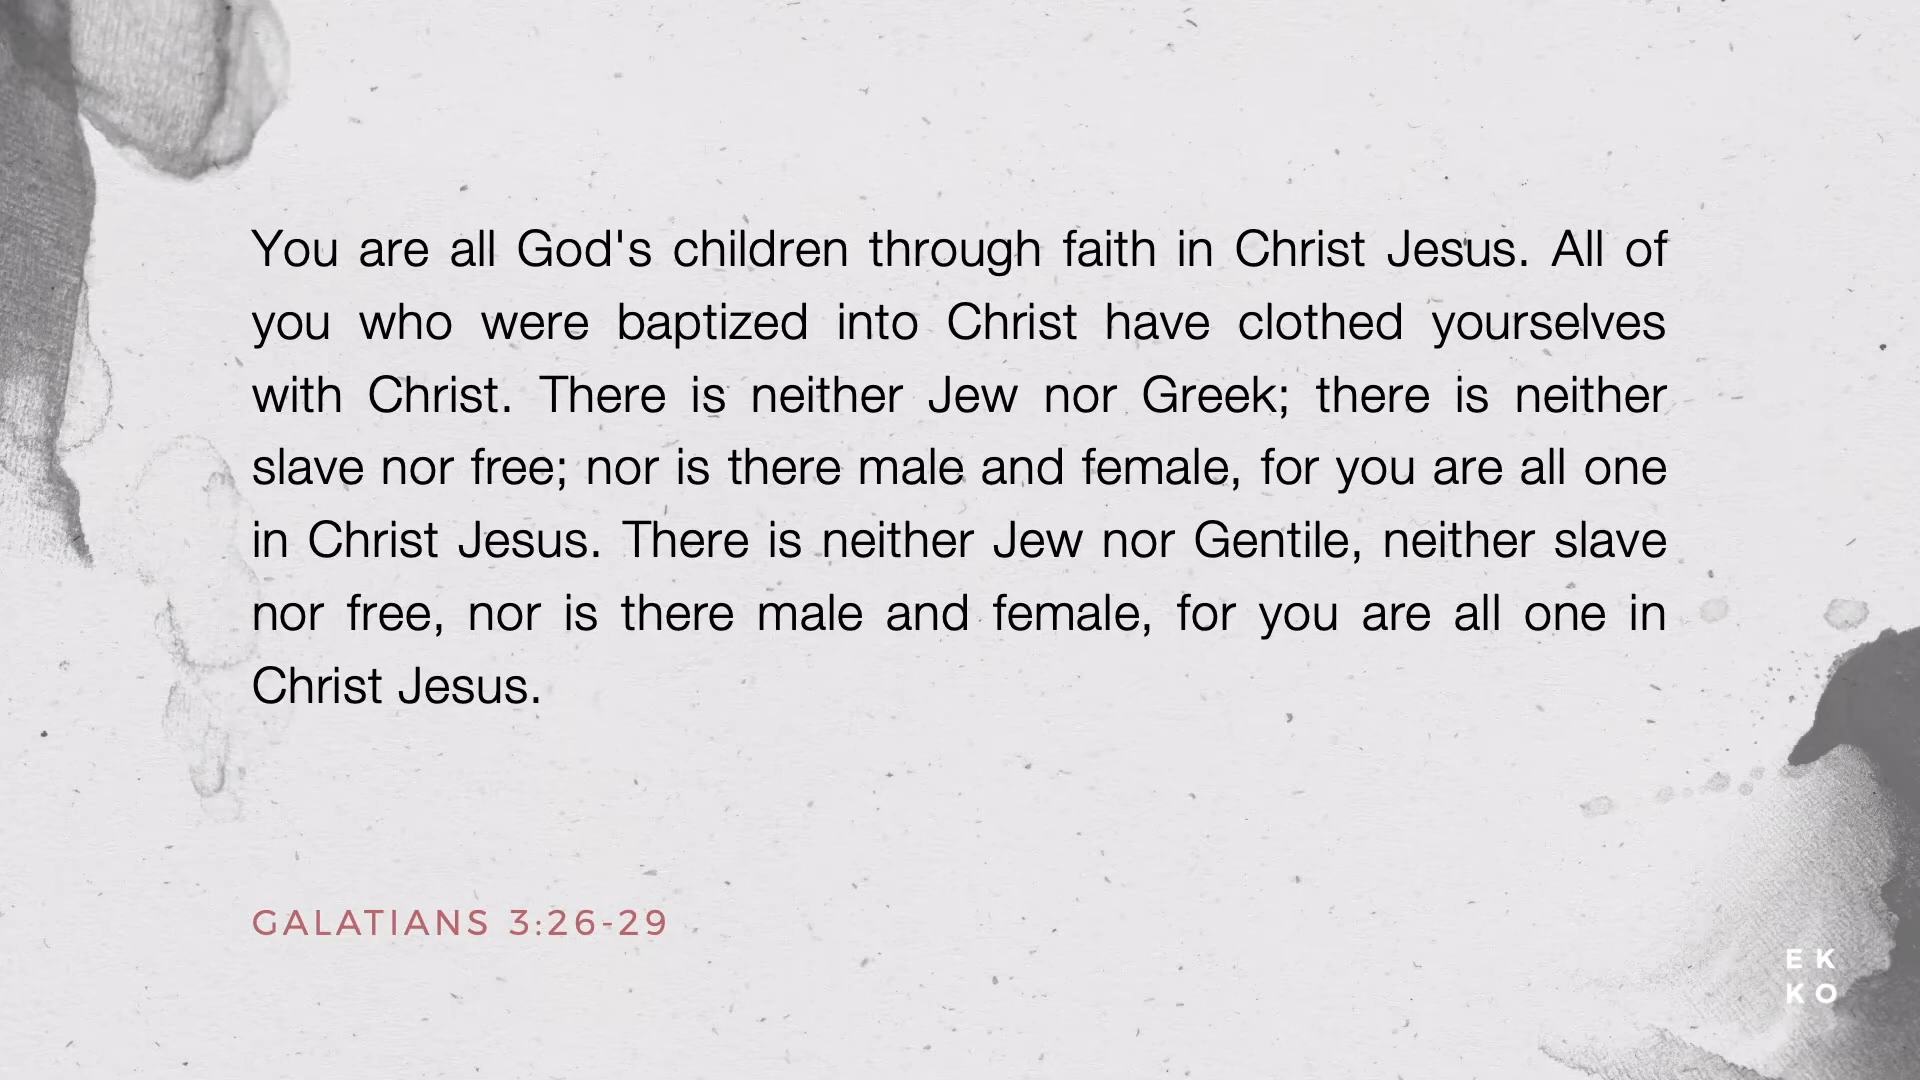 You are all God's children through faith in Christ Jesus. All of
you who were baptized into Christ have clothed yourselves
with Christ. There is neither Jew nor Greek; there is neither
slave nor free; nor is there male and female, for you are all one
in Christ Jesus. There is neither Jew nor Gentile, neither slave
nor free, nor is there male and female, for you are all one in
Christ Jesus.
GALATIANS 3:26-29
EK
KO